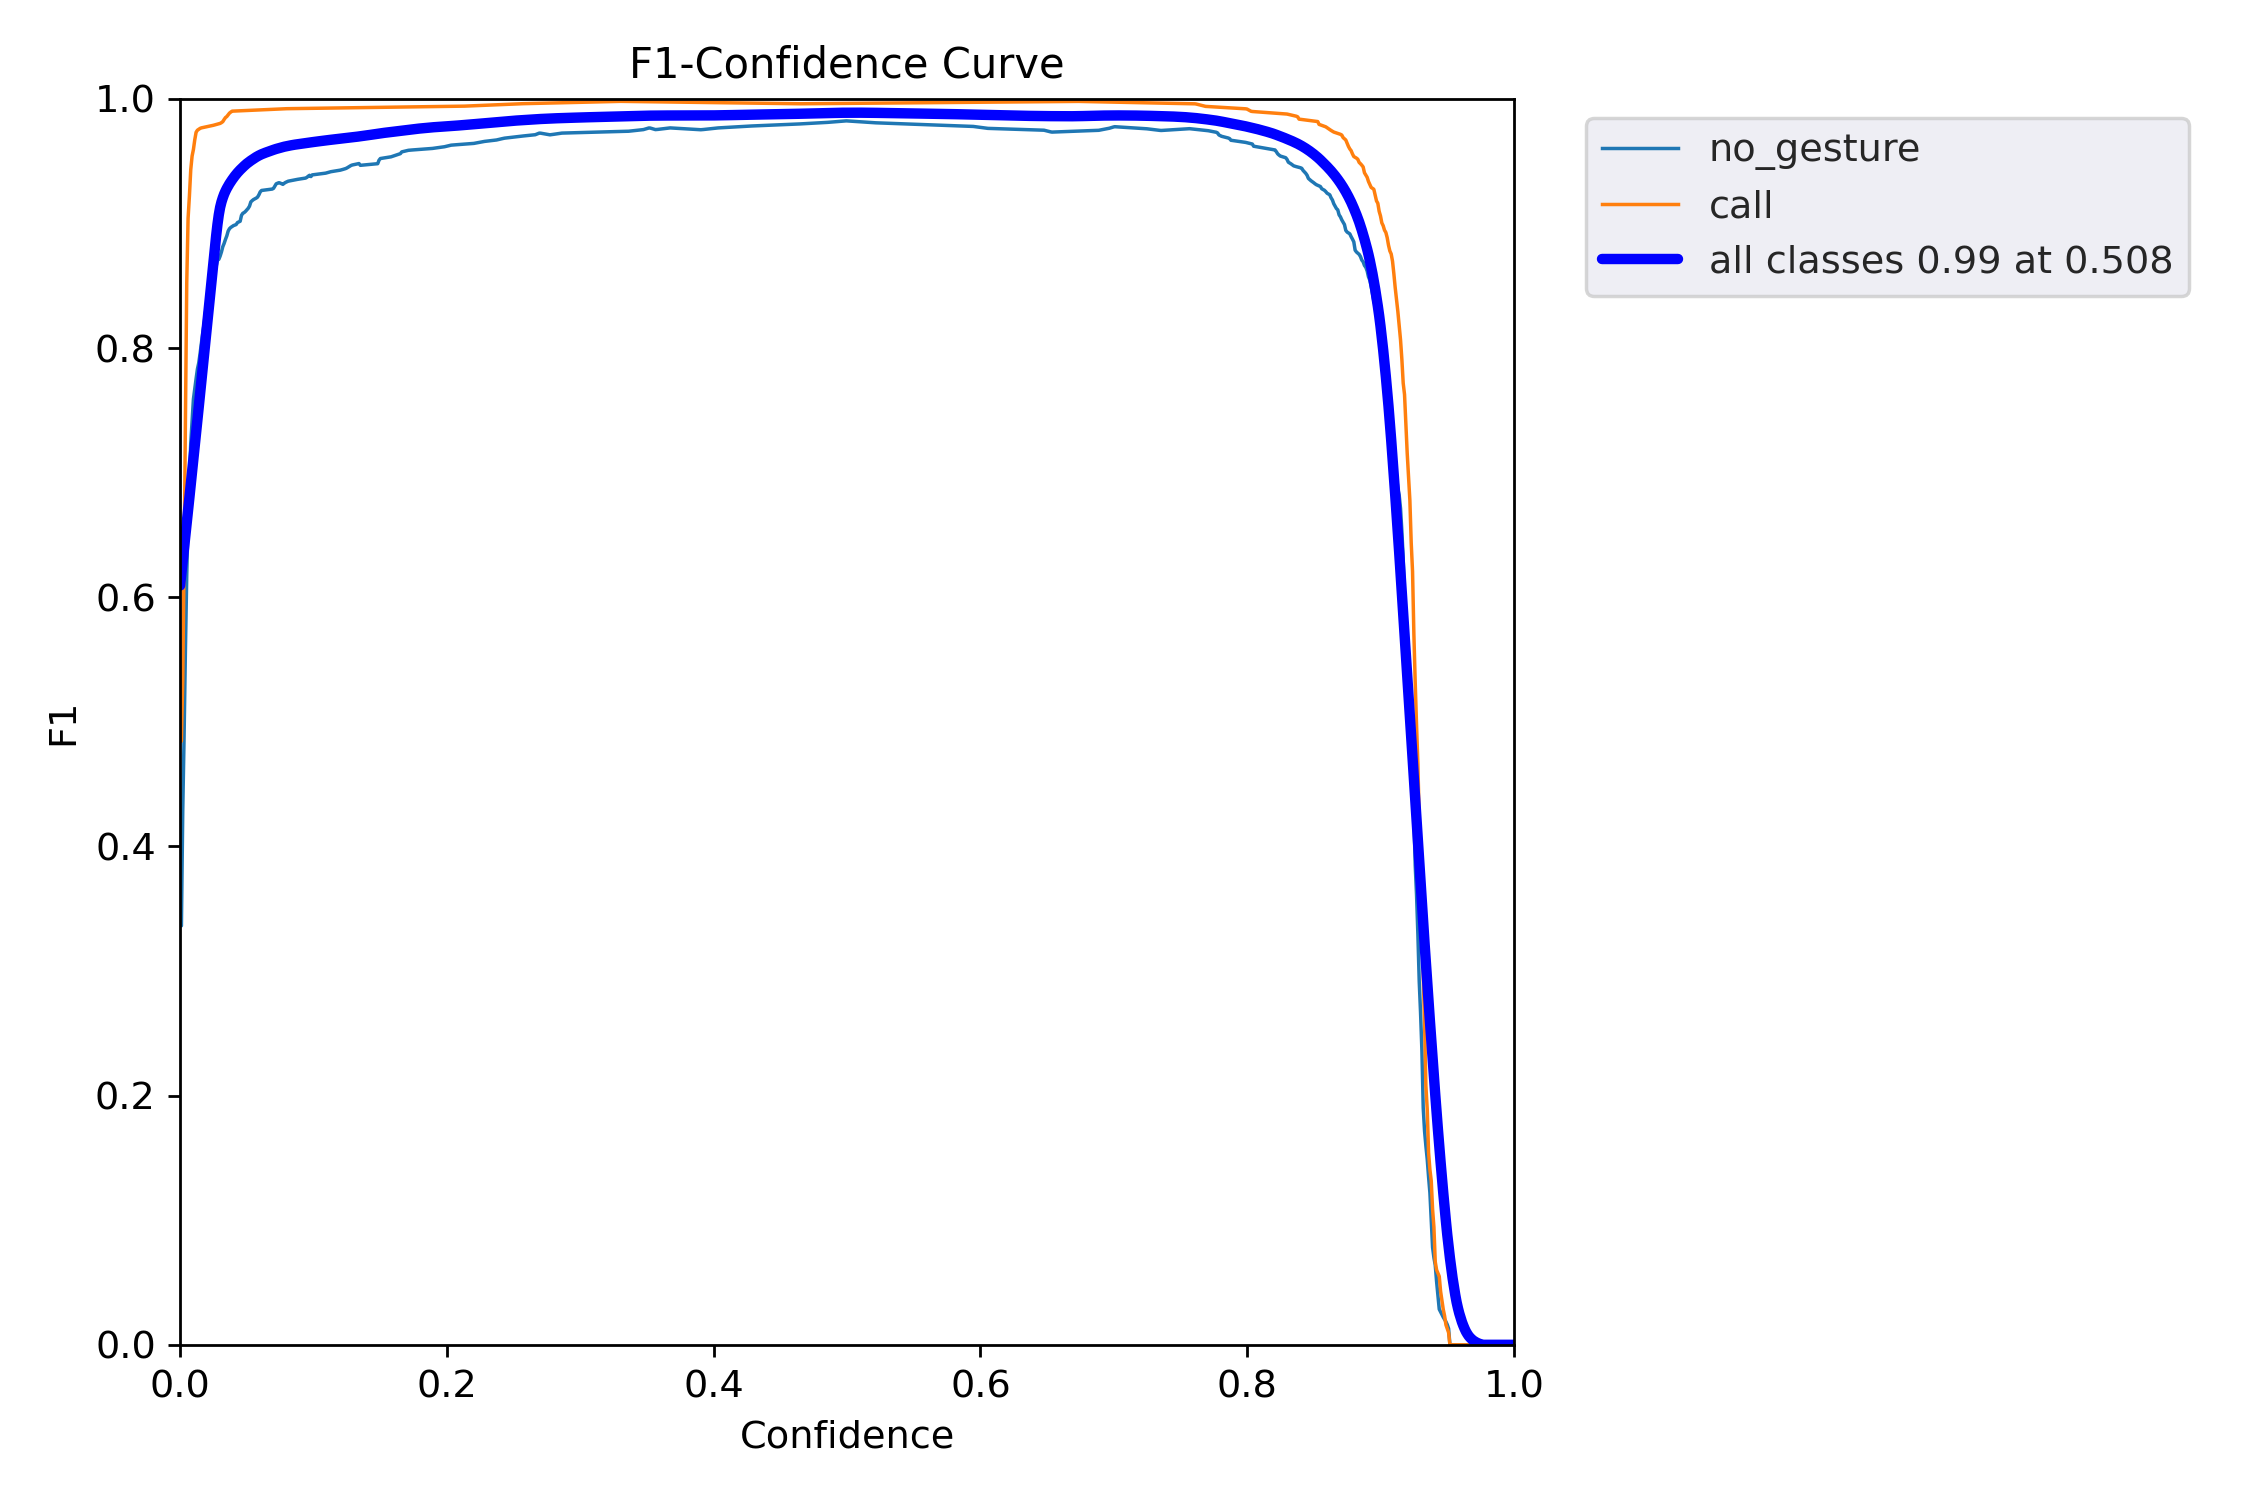 F1-Confidence Curve
1.0
0.8
0.6
0.4
0.2
0.0
F1
0.0 0.2 0.4 0.6 0.8 1.0
Confidence
no_gesture
call
all classes 0.99 at 0.508